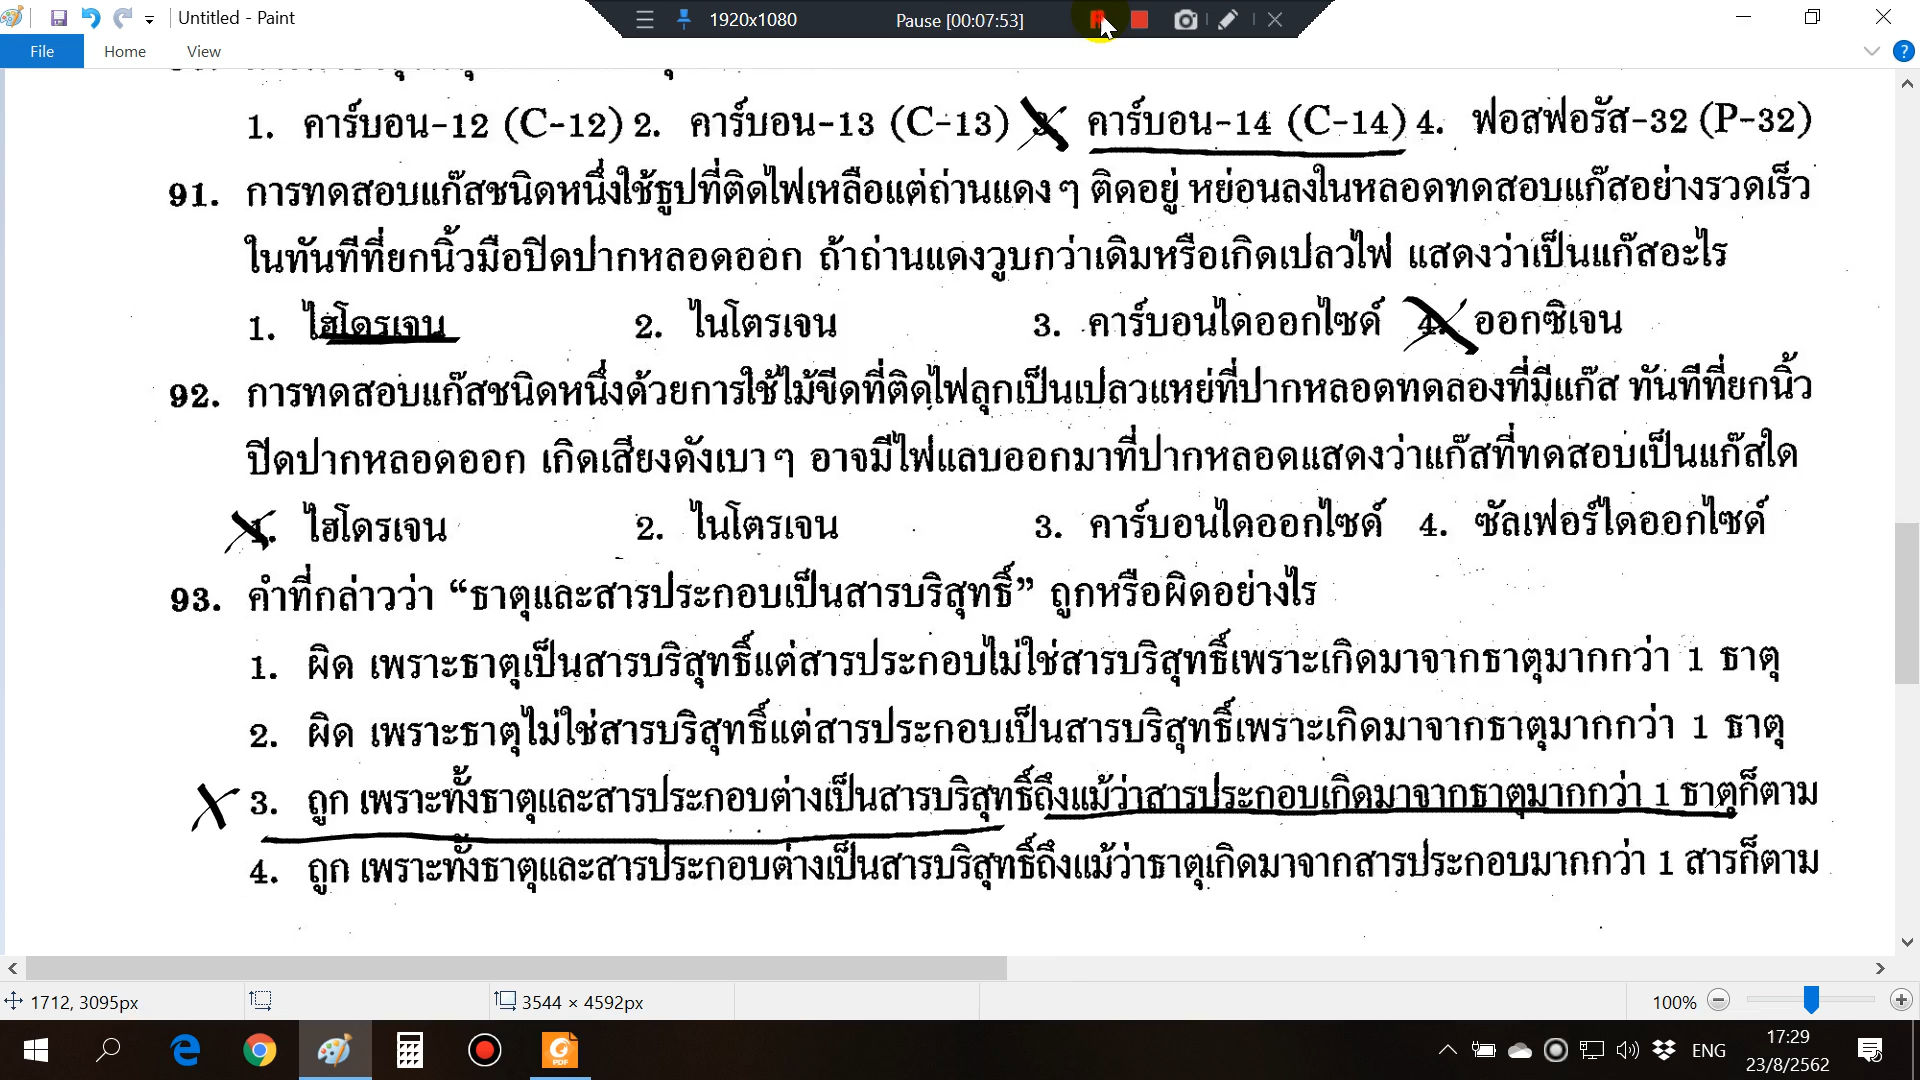 Untitled - Paint
1920x1080
Pause [00:07:53]
File
Home
View
1. คาร์บอน-12 (C-12) 2. คาร์บอน-13 (C-13) คาร์บอน-14 (C-14) 4. ฟอสฟอรัส-32 (P-32)
91. การทดสอบแก๊สชนิดหนึ่งใช้ธูปที่ติดไฟเหลือแต่ถ่านแดง ๆ ติดอยู่ หย่อนลงในหลอดทดสอบแก๊สอย่างรวดเร็ว
ในทันทีที่ยกนิ้วมือปิดปากหลอดออก ถ้าถ่านแดงวูบกว่าเดิมหรือเกิดเปลวไฟ แสดงว่าเป็นแก๊สอะไร
1. ไฮโดรเจน 2. ไนโตรเจน 3. คาร์บอนไดออกไซด์ 4. ออกซิเจน
92. การทดสอบแก๊สชนิดหนึ่งด้วยการใช้ไม้ขีดที่ติดไฟลุกเป็นเปลวแหย่ที่ปากหลอดทดลองที่มีแก๊ส ทันทีที่ยกนิ้ว
ปิดปากหลอดออก เกิดเสียงดังเบา ๆ อาจมีไฟแลบออกมาที่ปากหลอดแสดงว่าแก๊สที่ทดสอบเป็นแก๊สใด
1. ไฮโดรเจน 2. ไนโตรเจน 3. คาร์บอนไดออกไซด์ 4. ซัลเฟอร์ไดออกไซด์
93. คำที่กล่าวว่า “ธาตุและสารประกอบเป็นสารบริสุทธิ์” ถูกหรือผิดอย่างไร
1. ผิด เพราะธาตุเป็นสารบริสุทธิ์แต่สารประกอบไม่ใช่สารบริสุทธิ์เพราะเกิดมาจากธาตุมากกว่า 1 ธาตุ
2. ผิด เพราะธาตุไม่ใช่สารบริสุทธิ์แต่สารประกอบเป็นสารบริสุทธิ์เพราะเกิดมาจากธาตุมากกว่า 1 ธาตุ
3. ถูก เพราะทั้งธาตุและสารประกอบต่างเป็นสารบริสุทธิ์ถึงแม้ว่าสารประกอบเกิดมาจากธาตุมากกว่า 1 ธาตุก็ตาม
4. ถูก เพราะทั้งธาตุและสารประกอบต่างเป็นสารบริสุทธิ์ถึงแม้ว่าธาตุเกิดมาจากสารประกอบมากกว่า 1 สารก็ตาม
1712, 3095px
3544 × 4592px
100%
PDF
ENG
17:29
23/8/2562